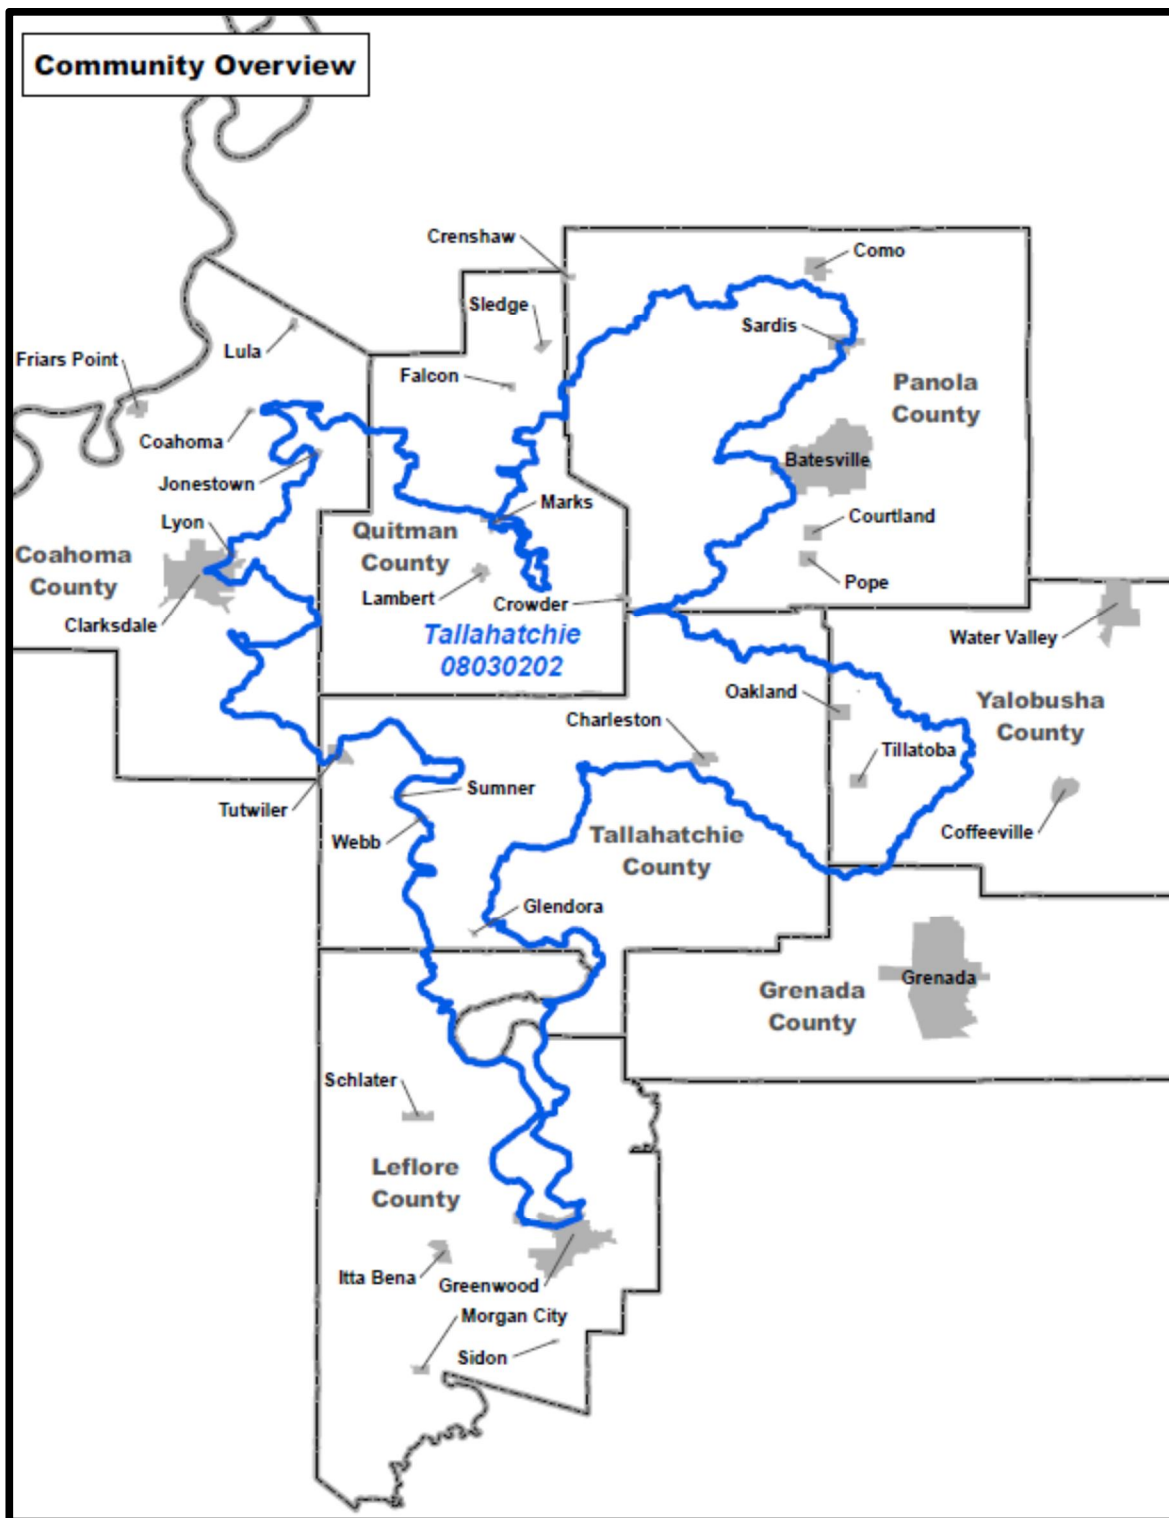 Community Overview
Crenshaw
Como
Sledge
Sardis
Lula
Friars Point
Falcon
Panola
County
Coahoma
Batesville
Jonestown
Marks
Courtland
Lyon
Quitman
County
Coahoma
County
Pope
Lambert
Crowder
Clarksdale
Tallahatchie
08030202
Water Valley
Oakland
Charleston
Yalobusha
County
Tillatoba
Sumner
Tutwiler
Webb
Tallahatchie
County
Coffeeville
Glendora
Grenada
Grenada
County
Schlater
Leflore
County
Itta Bena
Greenwood
Morgan City
Sidon